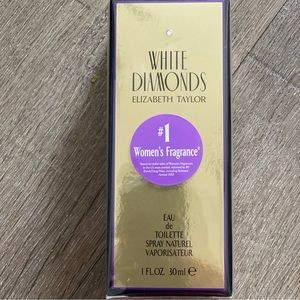 WHITE
DIAMONDS
ELIZABETH TAYLOR
#1
Women's Fragrance*
EAU
de
TOILETTE
SPRAY NATUREL
VAPORISATEUR
1 FL.OZ. 30 ml e